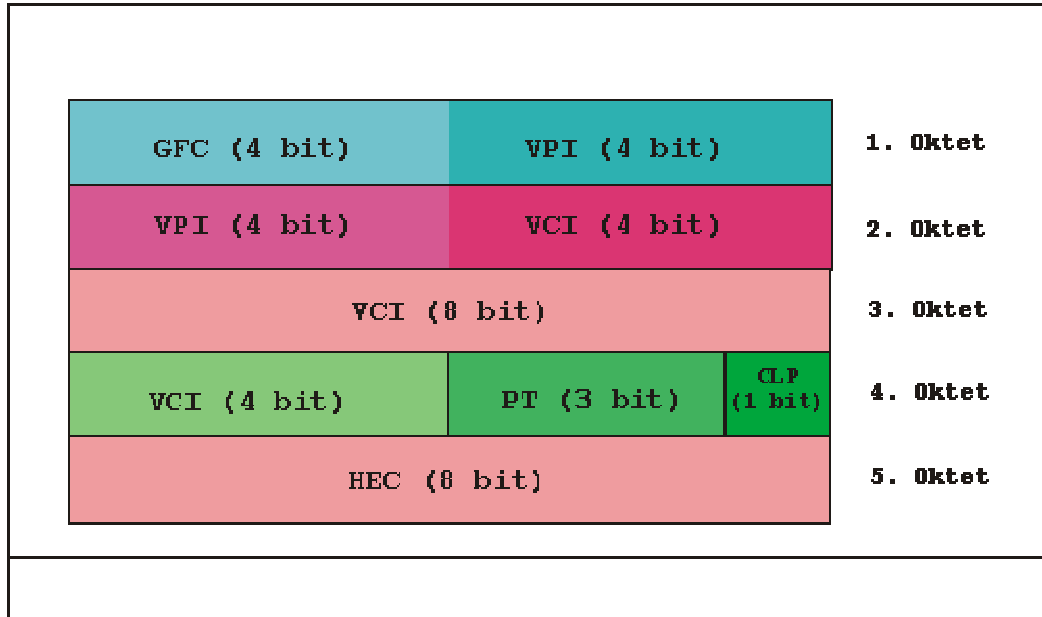 GFC (4 bit) VPI (4 bit) 1. Oktet
VPI (4 bit) VCI (4 bit) 2. Oktet
VCI (8 bit) 3. Oktet
VCI (4 bit) PT (3 bit) CLP (1 bit) 4. Oktet
HEC (8 bit) 5. Oktet